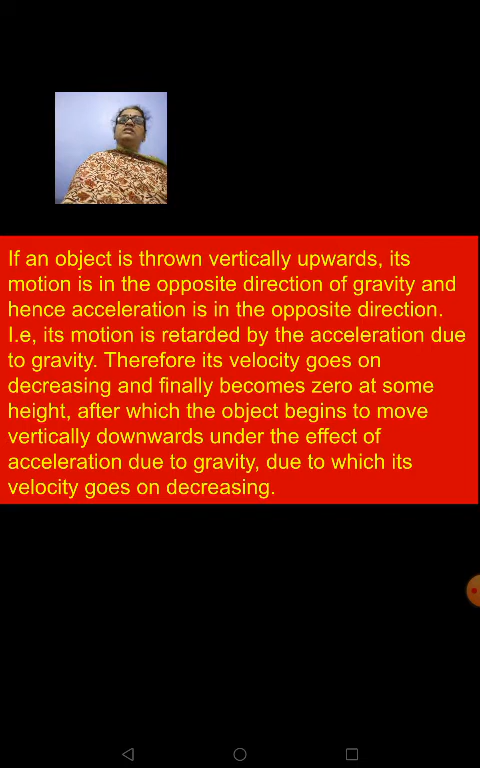 If an object is thrown vertically upwards, its
motion is in the opposite direction of gravity and
hence acceleration is in the opposite direction.
I.e, its motion is retarded by the acceleration due
to gravity. Therefore its velocity goes on
decreasing and finally becomes zero at some
height, after which the object begins to move
vertically downwards under the effect of
acceleration due to gravity, due to which its
velocity goes on decreasing.